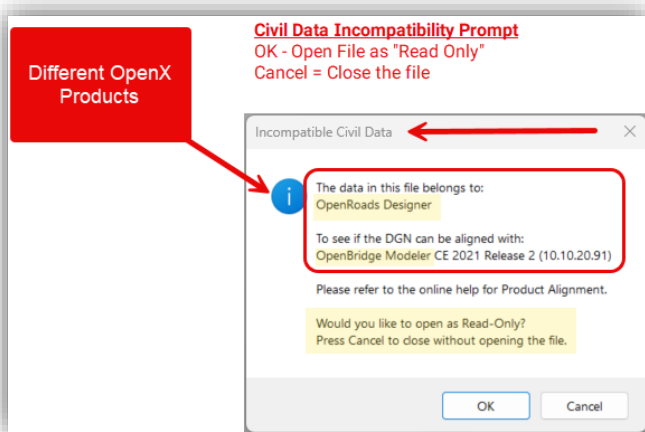 Civil Data Incompatibility Prompt
OK - Open File as "Read Only"
Cancel = Close the file
Different OpenX
Products
Incompatible Civil Data
The data in this file belongs to:
OpenRoads Designer
To see if the DGN can be aligned with:
OpenBridge Modeler CE 2021 Release 2 (10.10.20.91)
Please refer to the online help for Product Alignment.
Would you like to open as Read-Only?
Press Cancel to close without opening the file.
OK
Cancel